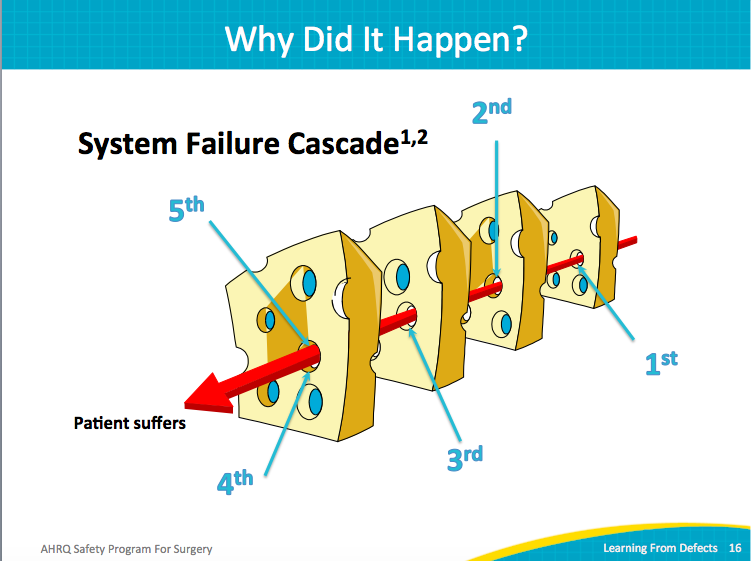 Why Did It Happen?
System Failure Cascade1,2
2nd
5th
1st
Patient suffers
3rd
4th
AHRQ Safety Program For Surgery
Learning From Defects 16